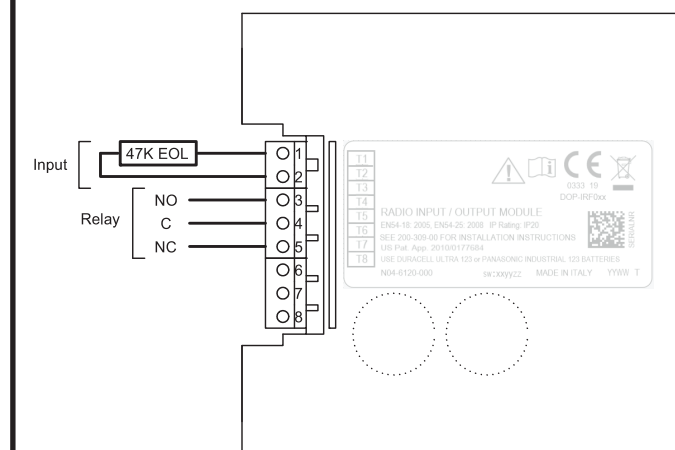 Input
47K EOL
1
2
Relay
NO
3
C
4
NC
5
6
7
8
T1
T2
T3
T4
T5
T6
T7
T8
0333 19
DOP-IRF0xx
RADIO INPUT / OUTPUT MODULE
EN54-18: 2005, EN54-25: 2008 IP Rating: IP20
SEE 200-309-00 FOR INSTALLATION INSTRUCTIONS
US Pat. App. 2010/0177684
USE DURACELL ULTRA 123 or PANASONIC INDUSTRIAL 123 BATTERIES
N04-6120-000 sw:xxyyzz MADE IN ITALY YYWW T
SERIALNR